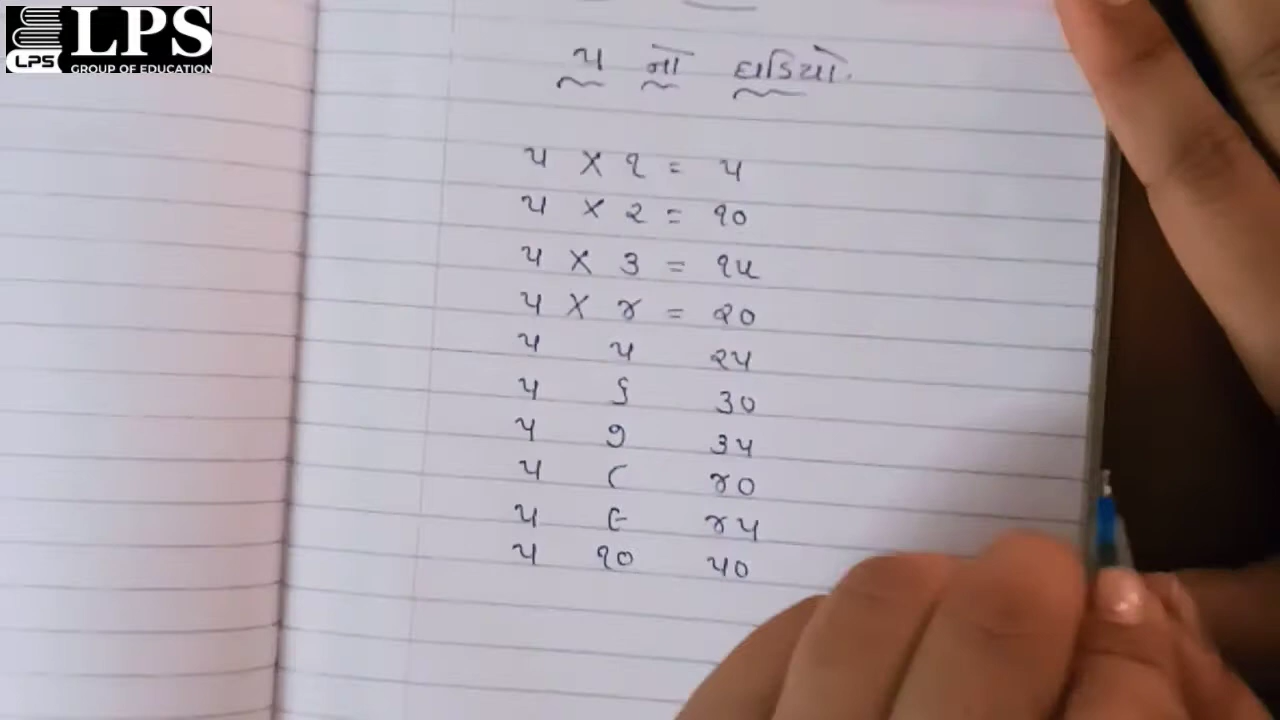 LPS
LPS
GROUP OF EDUCATION
૫ નો ઘડિયો.
૫ × ૧ = ૫
૫ × ૨ = ૧૦
૫ × ૩ = ૧૫
૫ × ૪ = ૨૦
૫ ૫ ૨૫
૫ ૬ ૩૦
૫ ૭ ૩૫
૫ ૮ ૪૦
૫ ૯ ૪૫
૫ ૧૦ ૫૦